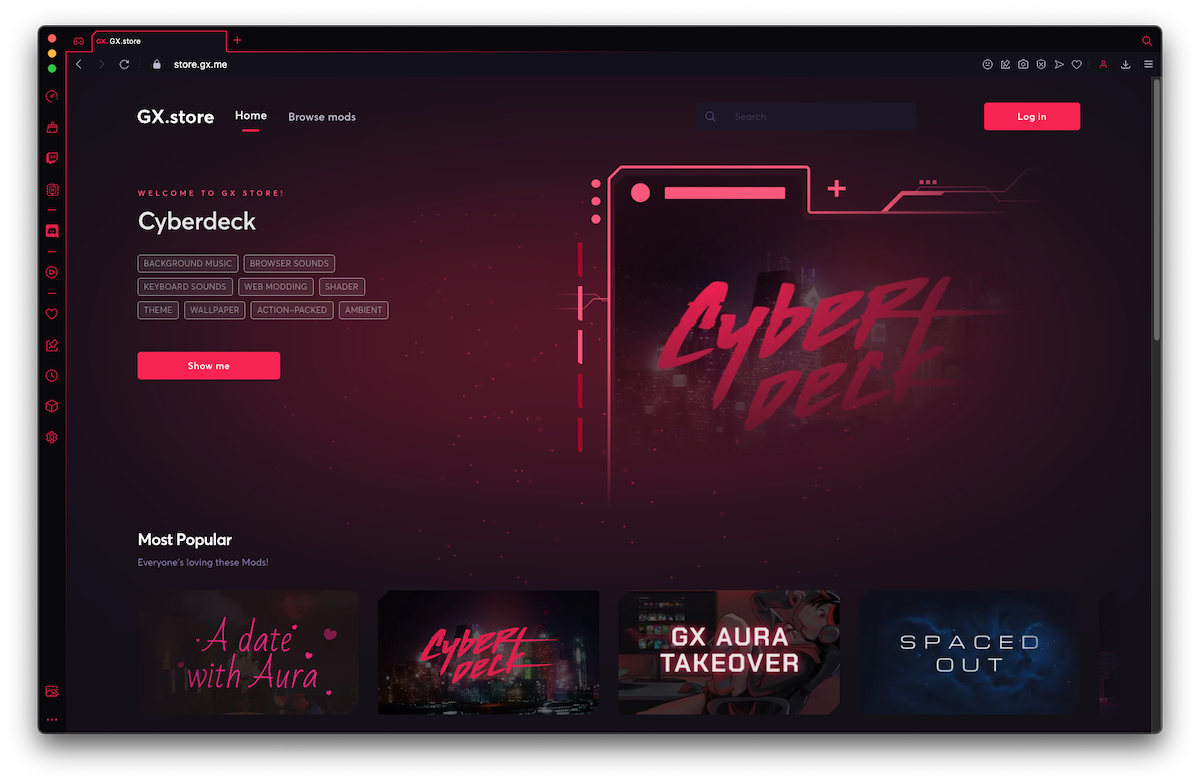 GX. GX.store
store.gx.me
GX.store Home Browse mods Search Log in
WELCOME TO GX STORE!
Cyberdeck
BACKGROUND MUSIC BROWSER SOUNDS
KEYBOARD SOUNDS WEB MODDING SHADER
THEME WALLPAPER ACTION-PACKED AMBIENT
Show me
CYBER
DECK
Most Popular
Everyone's loving these Mods!
A date
with Aura
CYBER
DECK
GX AURA
TAKEOVER
SPACED
OUT